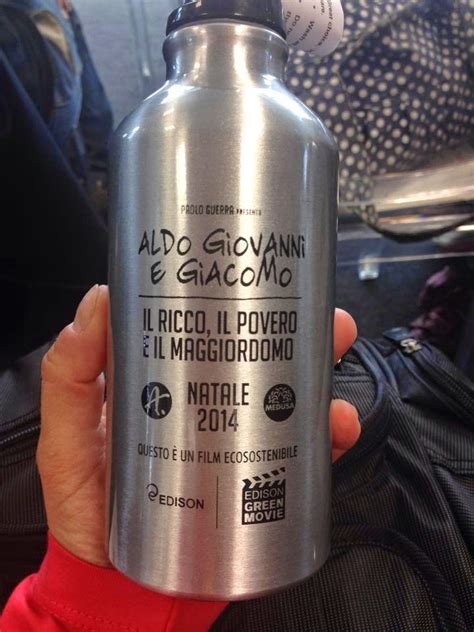 PAOLO GUERRA PRESENTA
ALDO GIOVANNI
E GIACOMO
IL RICCO, IL POVERO
E IL MAGGIORDOMO
A.
NATALE
2014
MEDUSA
QUESTO È UN FILM ECOSOSTENIBILE
EDISON
EDISON
GREEN
MOVIE